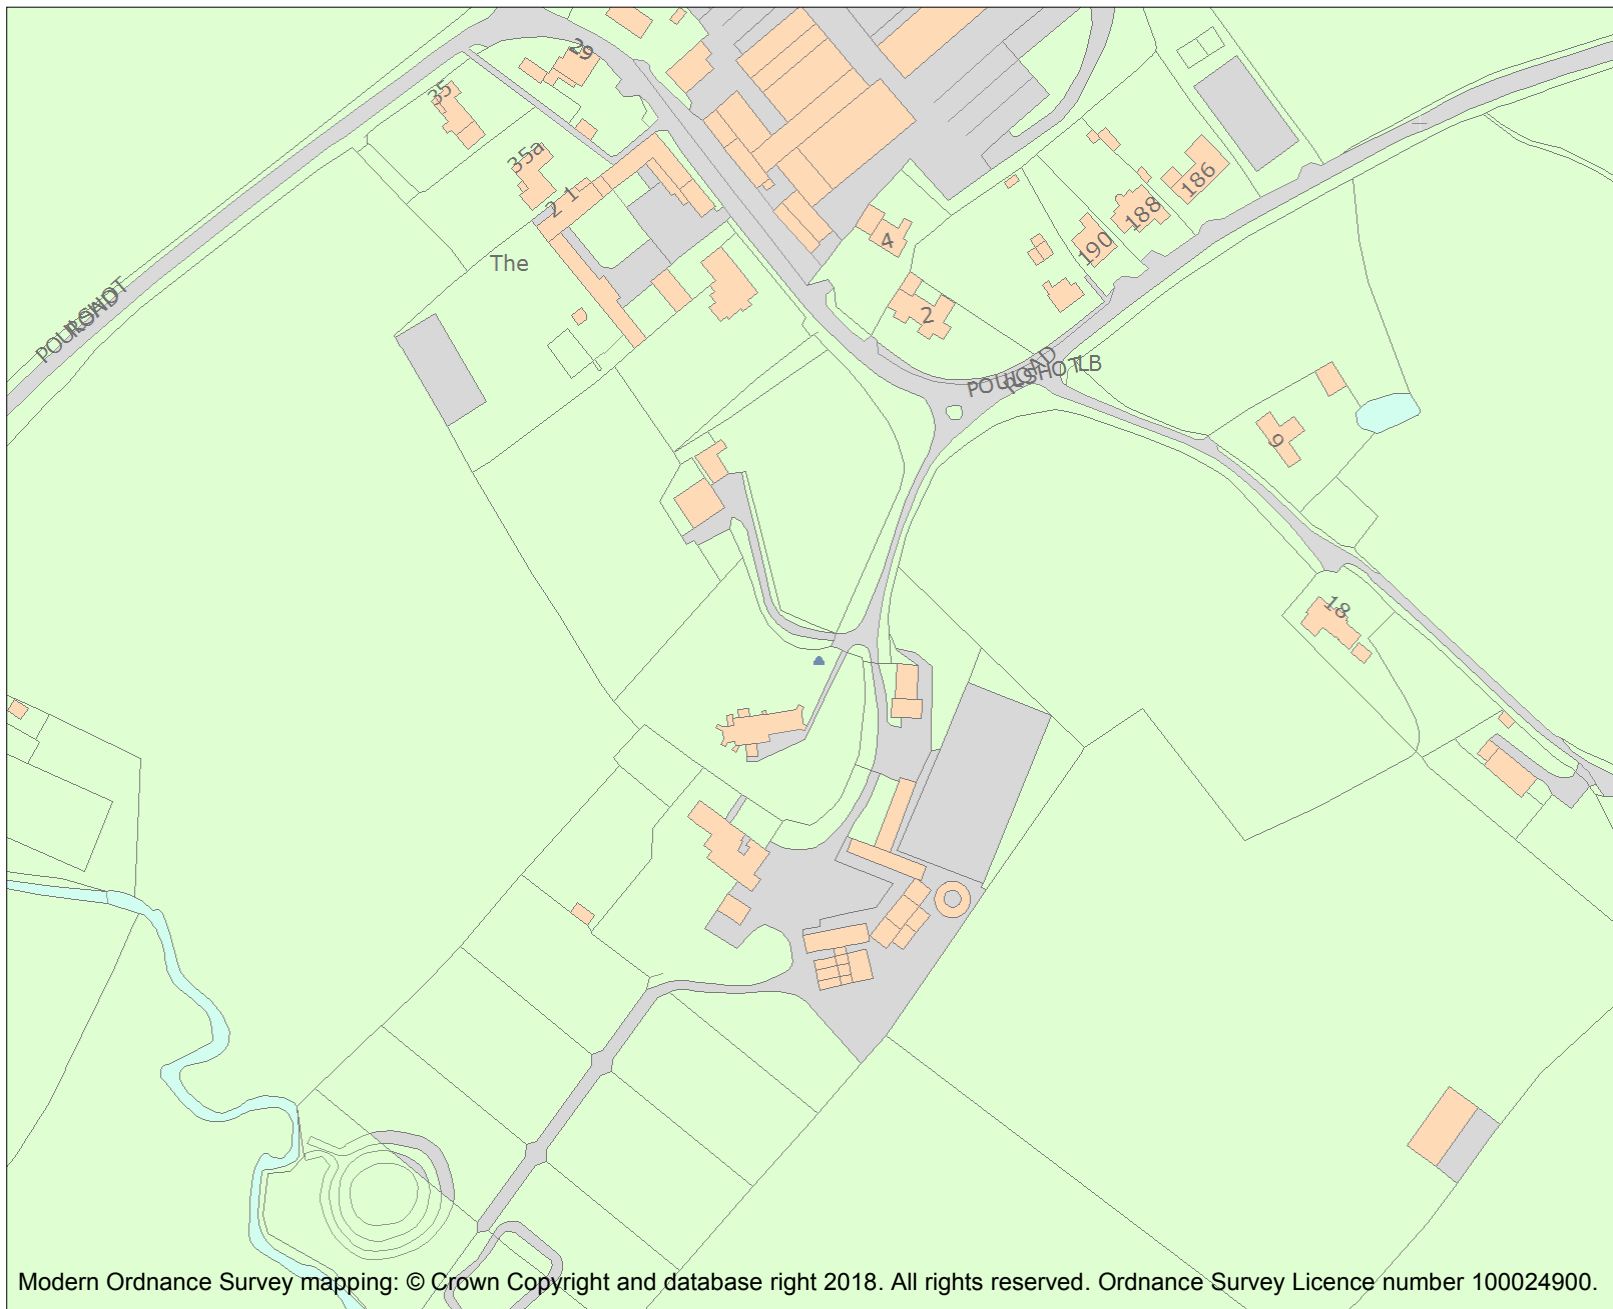 29
35
35a
1
2
The
186
188
190
4
2
LB
9
18
Modern Ordnance Survey mapping: © Crown Copyright and database right 2018. All rights reserved. Ordnance Survey Licence number 100024900.